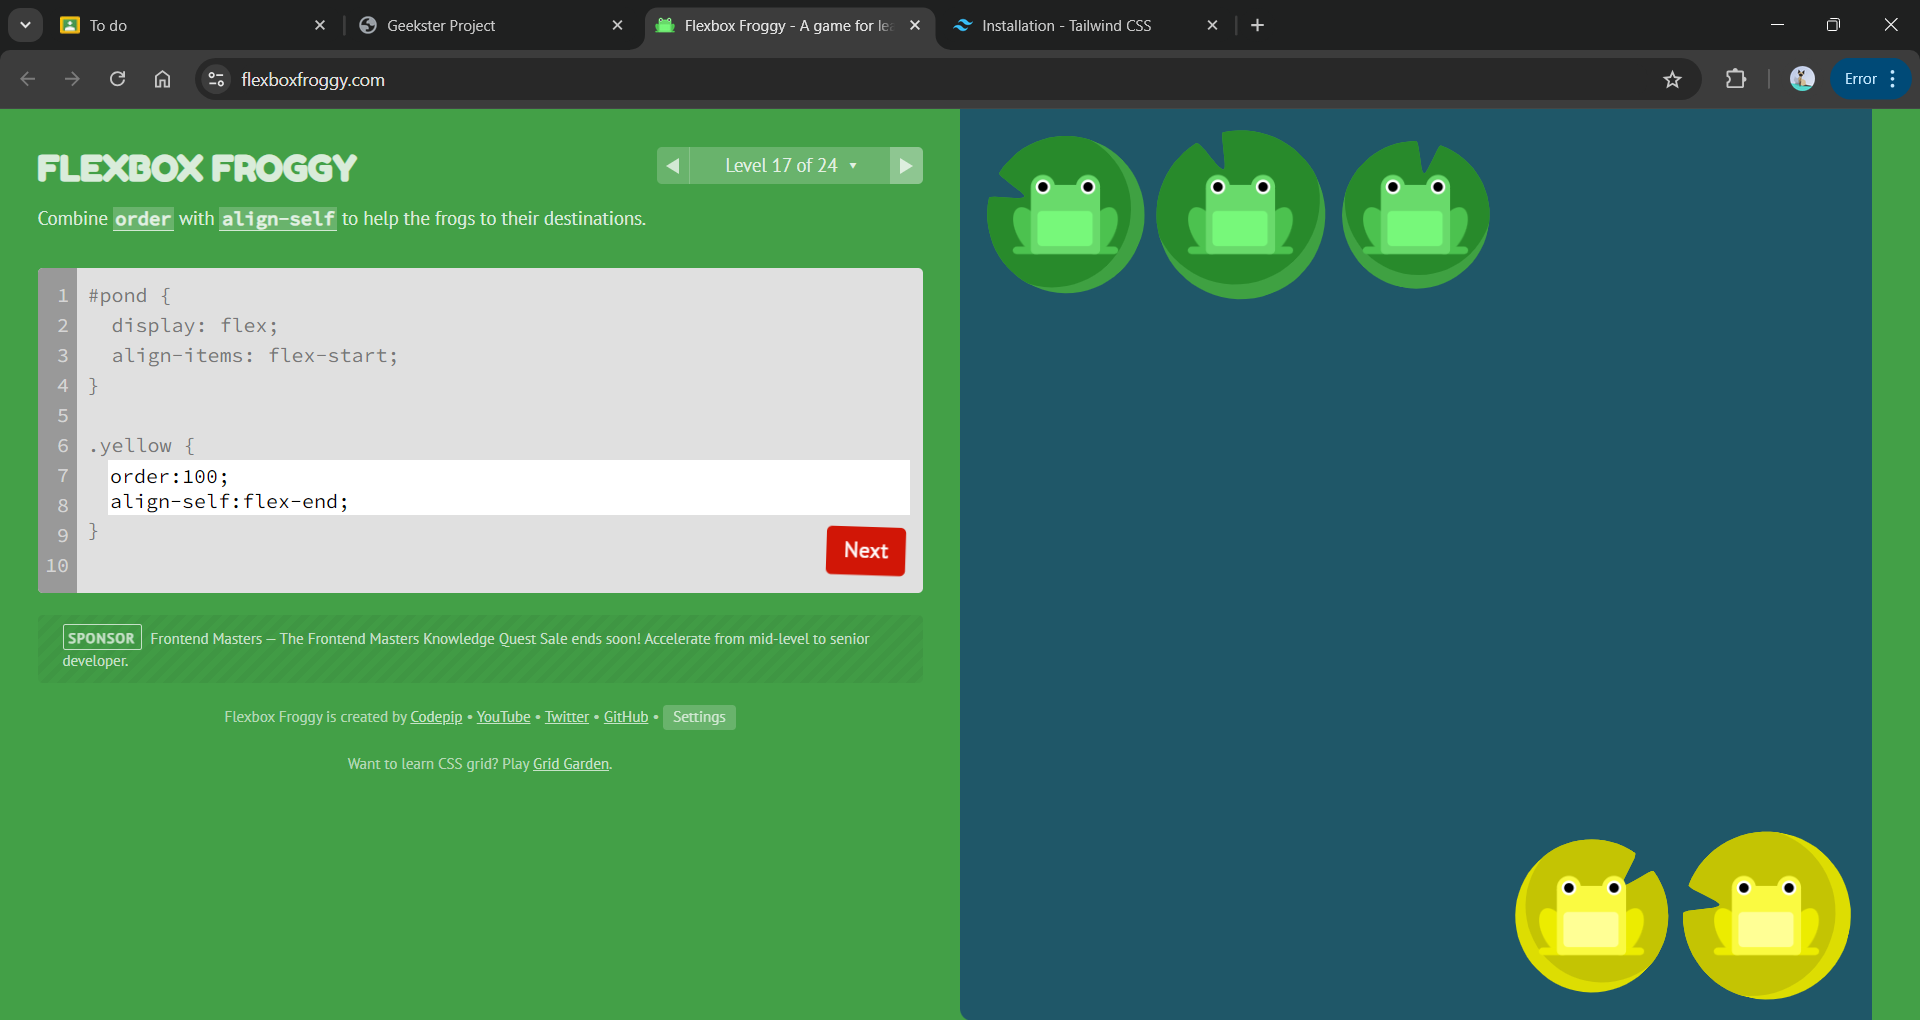 To do
Geekster Project
Flexbox Froggy - A game for le
Installation - Tailwind CSS
flexboxfroggy.com
Error
FLEXBOX FROGGY
Level 17 of 24
Combine order with align-self to help the frogs to their destinations.
1 #pond {
2 display: flex;
3 align-items: flex-start;
4 }
5
6 .yellow {
7 order:100;
8 align-self:flex-end;
9 }
10
Next
SPONSOR Frontend Masters — The Frontend Masters Knowledge Quest Sale ends soon! Accelerate from mid-level to senior
developer.
Flexbox Froggy is created by Codepip • YouTube • Twitter • GitHub • Settings
Want to learn CSS grid? Play Grid Garden.